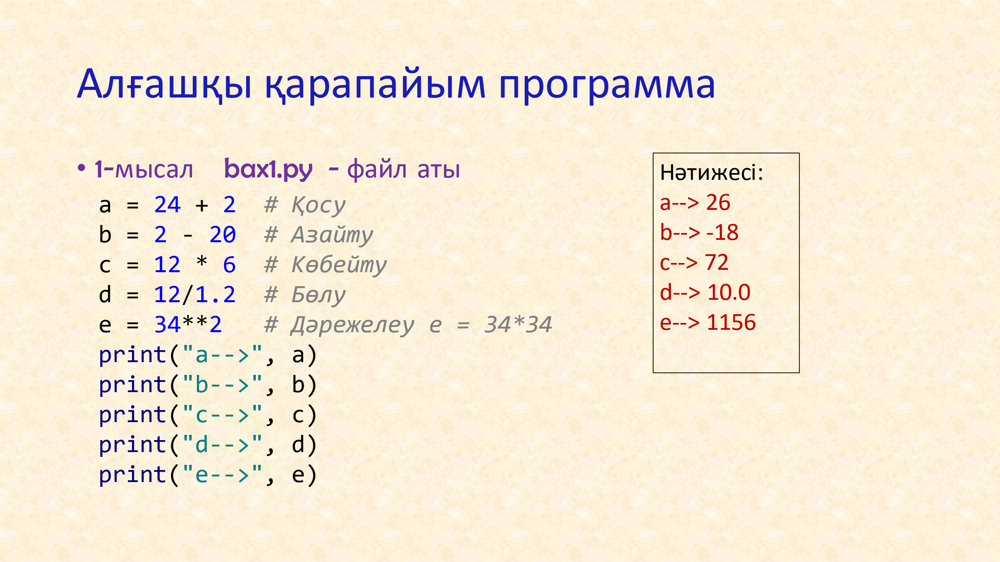 Алғашқы қарапайым программа
• 1-мысал bax1.py - файл аты
a = 24 + 2 # Қосу
b = 2 - 20 # Азайту
c = 12 * 6 # Көбейту
d = 12/1.2 # Бөлу
e = 34**2 # Дәрежелеу e = 34*34
print("a-->", a)
print("b-->", b)
print("c-->", c)
print("d-->", d)
print("e-->", e)
Нәтижесі:
a--> 26
b--> -18
c--> 72
d--> 10.0
e--> 1156